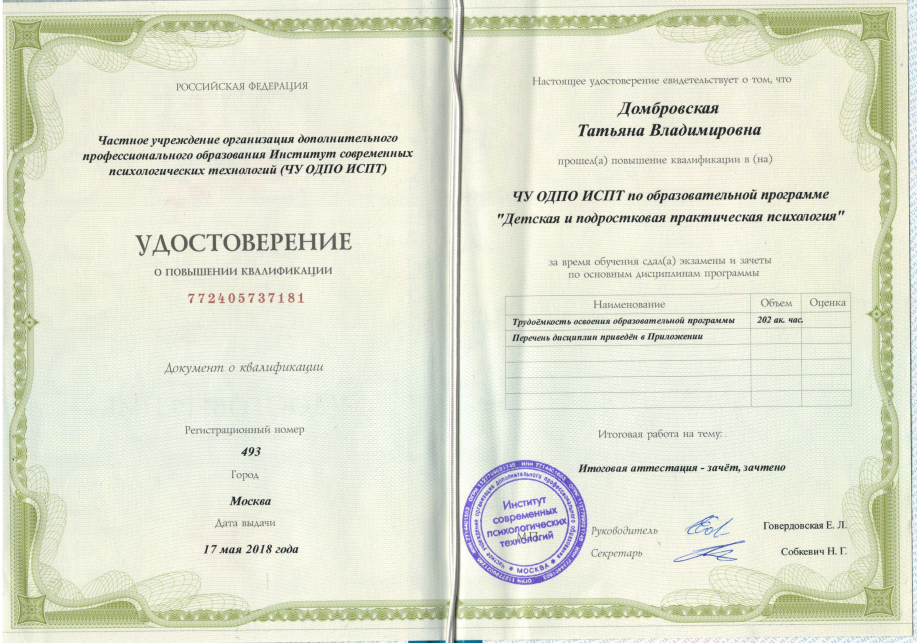 РОССИЙСКАЯ ФЕДЕРАЦИЯ
Частное учреждение организация дополнительного
профессионального образования Институт современных
психологических технологий (ЧУ ОДПО ИСПТ)
УДОСТОВЕРЕНИЕ
О ПОВЫШЕНИИ КВАЛИФИКАЦИИ
772405737181
Документ о квалификации
Регистрационный номер
493
Город
Москва
Дата выдачи
17 мая 2018 года
Настоящее удостоверение свидетельствует о том, что
Домбровская
Татьяна Владимировна
прошел(а) повышение квалификации в (на)
ЧУ ОДПО ИСПТ по образовательной программе
"Детская и подростковая практическая психология"
за время обучения сдал(а) экзамены и зачеты
по основным дисциплинам программы
Наименование Объем Оценка
Трудоёмкость освоения образовательной программы 202 ак. час.
Перечень дисциплин приведён в Приложении
Итоговая работа на тему:
Итоговая аттестация - зачёт, зачтено
Институт
современных
психологических
технологий
М.П.
МОСКВА
Руководитель Говердовская Е. Л.
Секретарь Собкевич Н. Г.